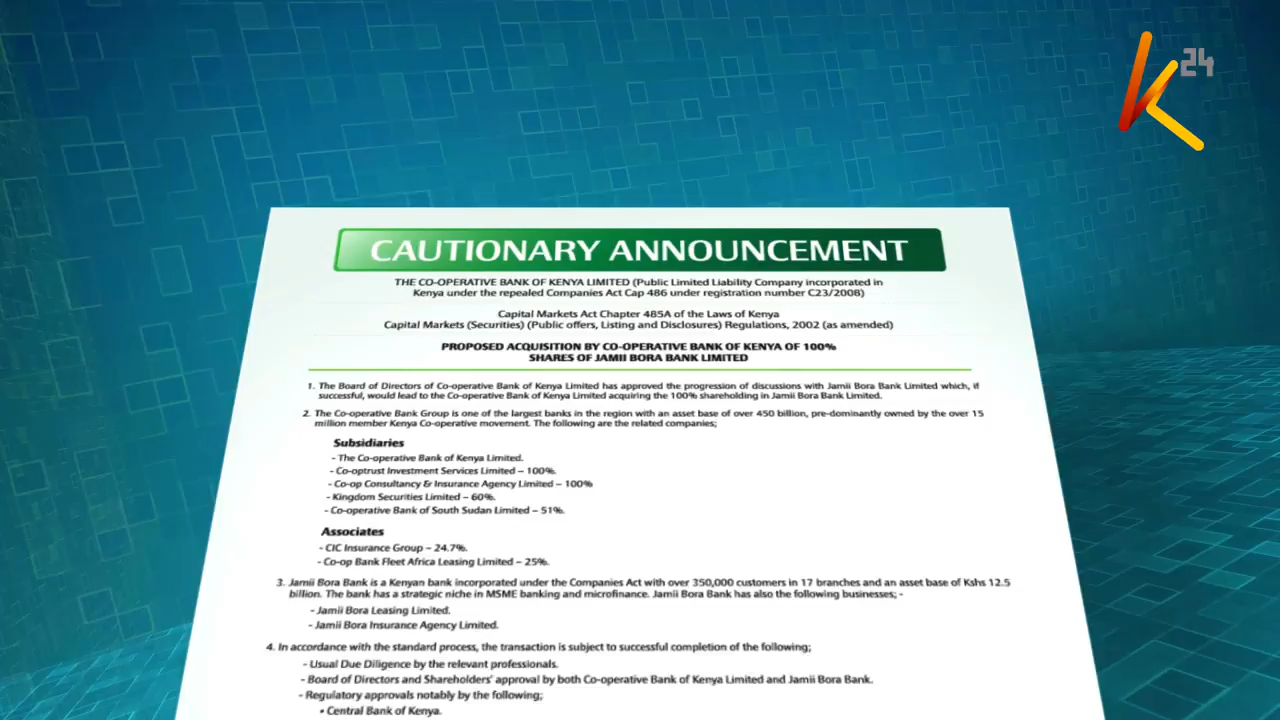 K24
CAUTIONARY ANNOUNCEMENT
THE CO-OPERATIVE BANK OF KENYA LIMITED (Public Limited Liability Company incorporated in
Kenya under the repealed Companies Act Cap 486 under registration number C23/2008)
Capital Markets Act Chapter 485A of the Laws of Kenya
Capital Markets (Securities) (Public offers, Listing and Disclosures) Regulations, 2002 (as amended)
PROPOSED ACQUISITION BY CO-OPERATIVE BANK OF KENYA OF 100%
SHARES OF JAMII BORA BANK LIMITED
1. The Board of Directors of Co-operative Bank of Kenya Limited has approved the progression of discussions with Jamii Bora Bank Limited which, if
successful, would lead to the Co-operative Bank of Kenya Limited acquiring the 100% shareholding in Jamii Bora Bank Limited.
2. The Co-operative Bank Group is one of the largest banks in the region with an asset base of over 450 billion, pre-dominantly owned by the over 15
million member Kenya Co-operative movement. The following are the related companies;
Subsidiaries
- The Co-operative Bank of Kenya Limited.
- Co-optrust Investment Services Limited – 100%.
- Co-op Consultancy & Insurance Agency Limited – 100%
- Kingdom Securities Limited – 60%.
- Co-operative Bank of South Sudan Limited – 51%.
Associates
- CIC Insurance Group – 24.7%.
- Co-op Bank Fleet Africa Leasing Limited – 25%.
3. Jamii Bora Bank is a Kenyan bank incorporated under the Companies Act with over 350,000 customers in 17 branches and an asset base of Kshs 12.5
billion. The bank has a strategic niche in MSME banking and microfinance. Jamii Bora Bank has also the following businesses; -
- Jamii Bora Leasing Limited.
- Jamii Bora Insurance Agency Limited.
4. In accordance with the standard process, the transaction is subject to successful completion of the following;
- Usual Due Diligence by the relevant professionals.
- Board of Directors and Shareholders' approval by both Co-operative Bank of Kenya Limited and Jamii Bora Bank.
- Regulatory approvals notably by the following;
• Central Bank of Kenya.